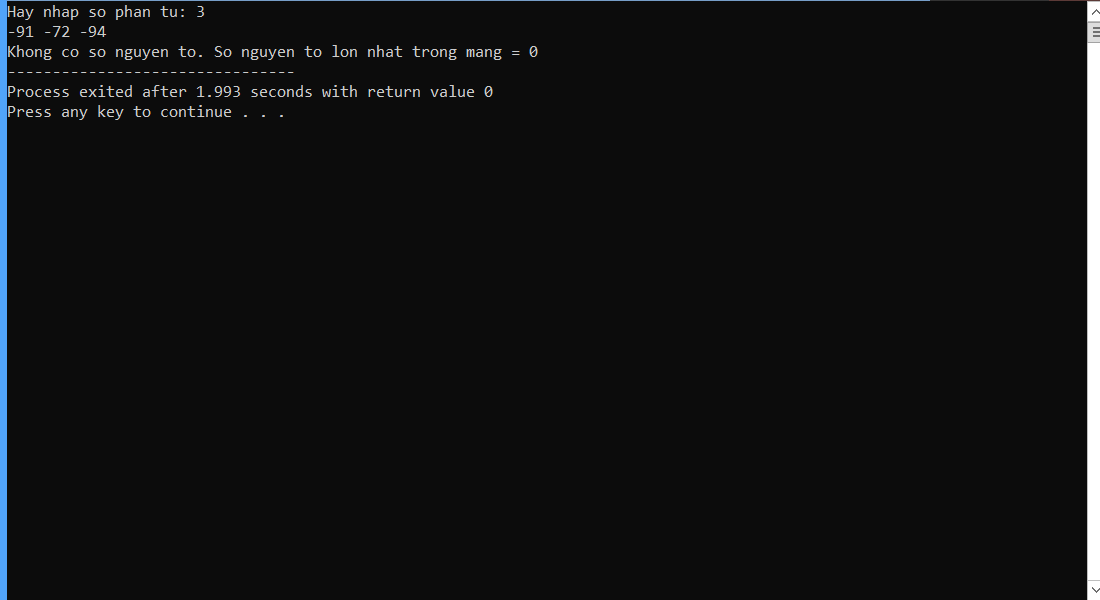 Hay nhap so phan tu: 3
-91 -72 -94
Khong co so nguyen to. So nguyen to lon nhat trong mang = 0
--------------------------------
Process exited after 1.993 seconds with return value 0
Press any key to continue . . .